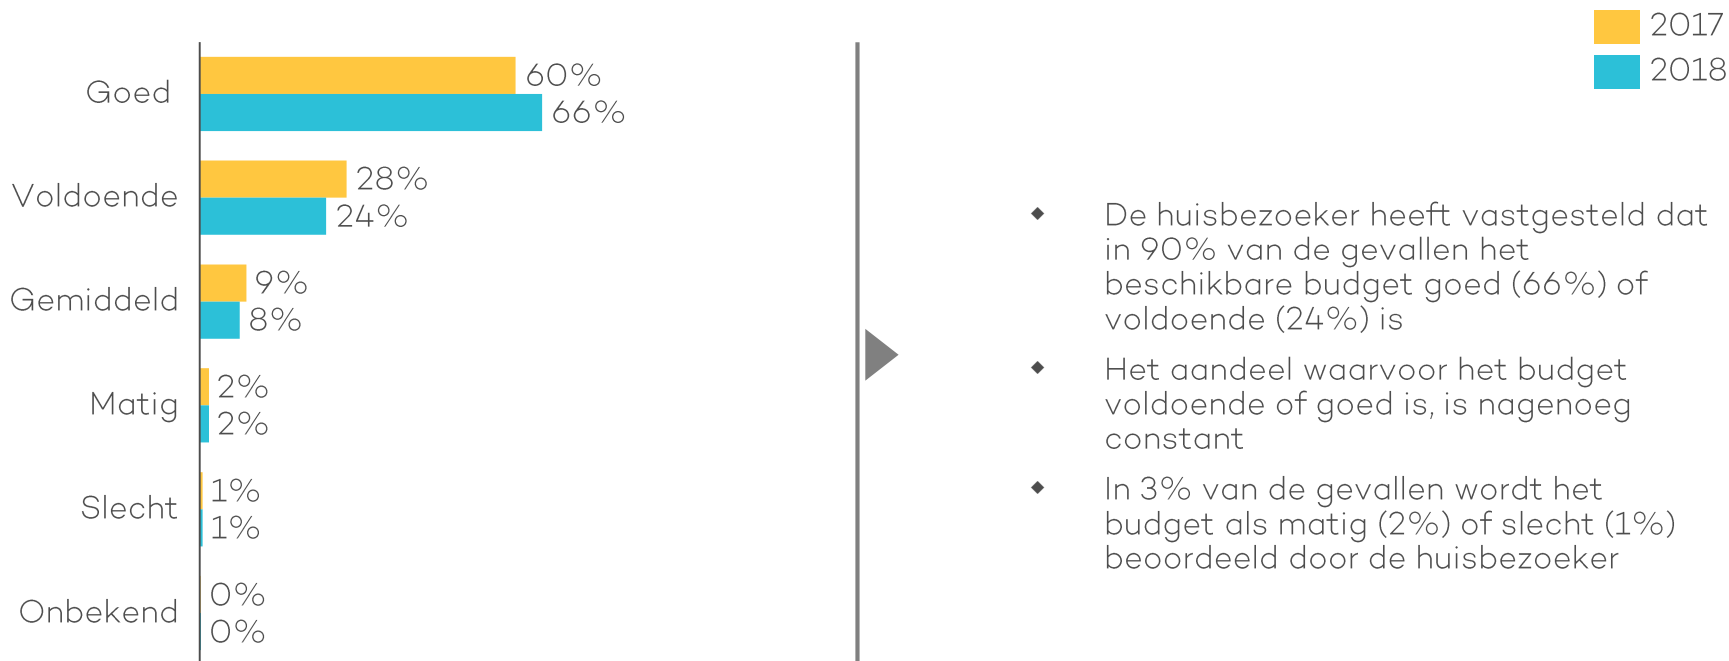 2017
2018
Goed
60%
66%
Voldoende
28%
24%
Gemiddeld
9%
8%
Matig
2%
2%
Slecht
1%
1%
Onbekend
0%
0%
De huisbezoeker heeft vastgesteld dat
in 90% van de gevallen het
beschikbare budget goed (66%) of
voldoende (24%) is
Het aandeel waarvoor het budget
voldoende of goed is, is nagenoeg
constant
In 3% van de gevallen wordt het
budget als matig (2%) of slecht (1%)
beoordeeld door de huisbezoeker